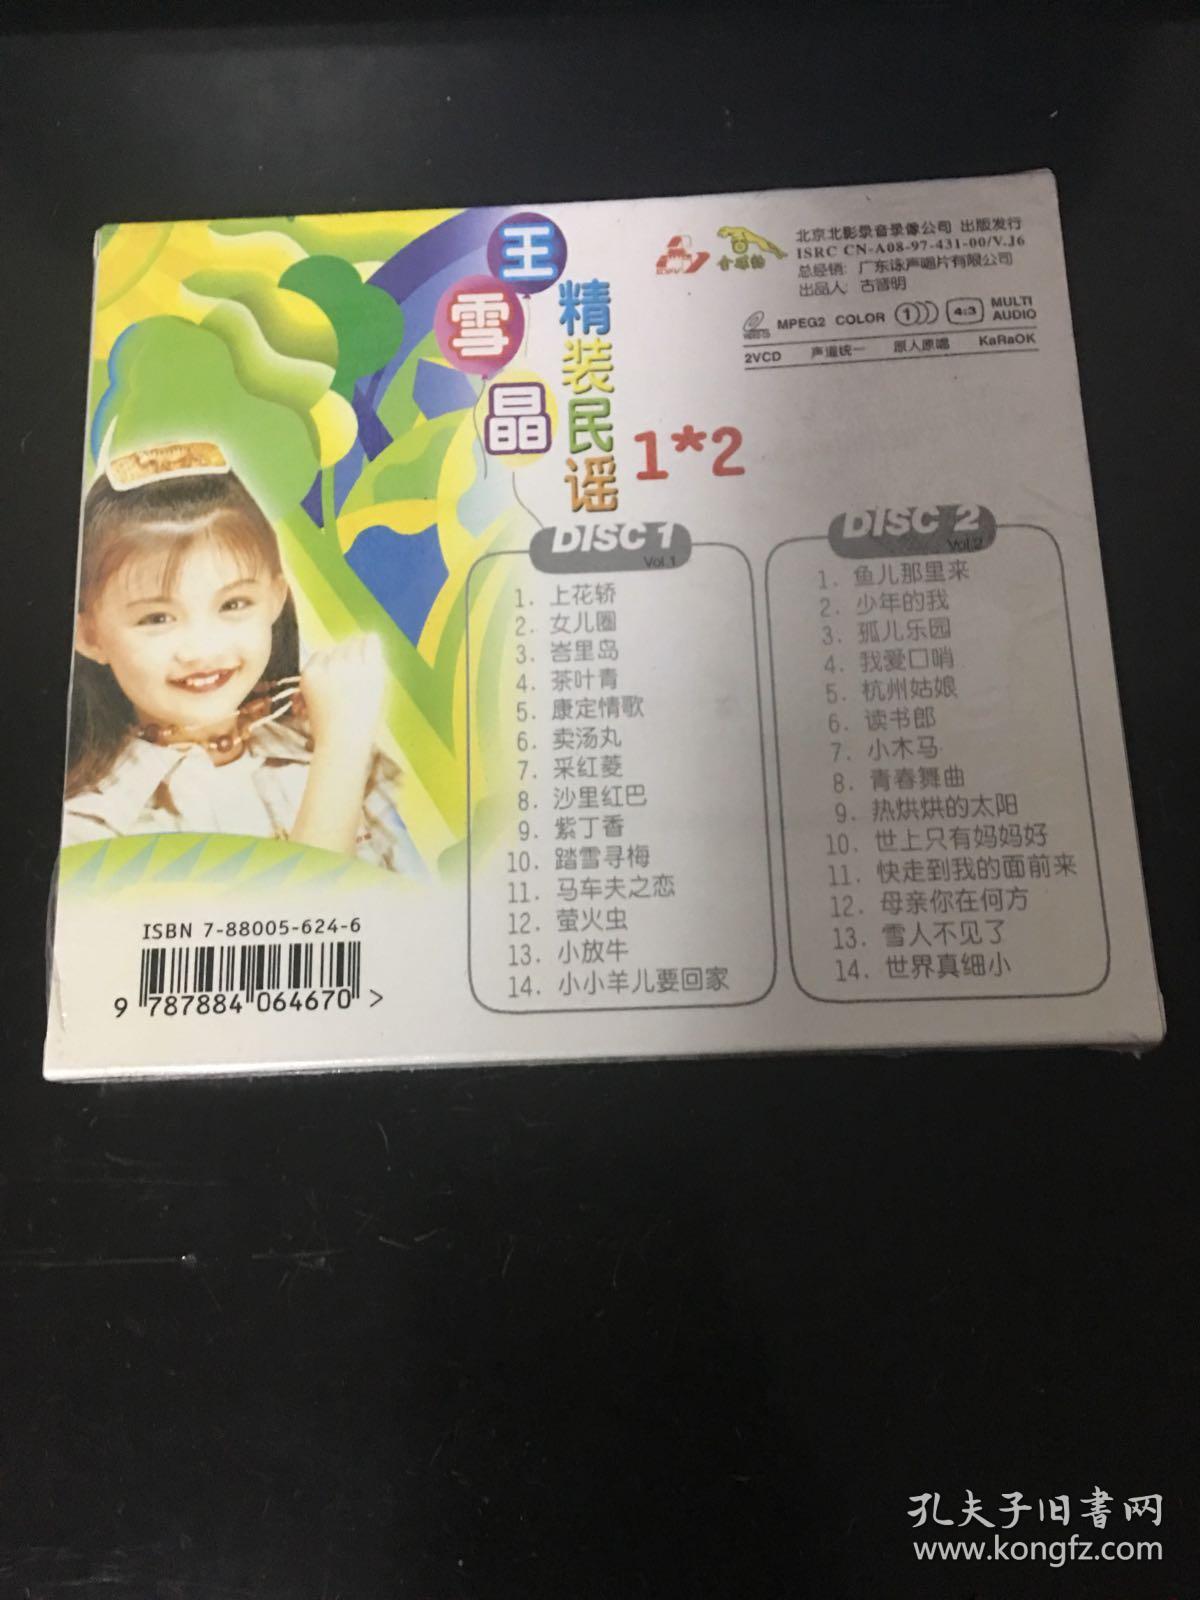 王雪晶
精装民谣
1*2
金球豹
北京北影录音录像公司 出版发行
ISRC CN-A08-97-431-00/V.J6
总经销: 广东泳声唱片有限公司
出品人: 古晋明
MPEG2 COLOR 1 4:3 MULTI AUDIO
2VCD 声道统一 原人原唱 KaRaOK
DISC 1
Vol.1
1. 上花轿
2. 女儿圈
3. 峇里岛
4. 茶叶青
5. 康定情歌
6. 卖汤丸
7. 采红菱
8. 沙里红巴
9. 紫丁香
10. 踏雪寻梅
11. 马车夫之恋
12. 萤火虫
13. 小放牛
14. 小小羊儿要回家
DISC 2
Vol.2
1. 鱼儿那里来
2. 少年的我
3. 孤儿乐园
4. 我爱口哨
5. 杭州姑娘
6. 读书郎
7. 小木马
8. 青春舞曲
9. 热烘烘的太阳
10. 世上只有妈妈好
11. 快走到我的面前来
12. 母亲你在何方
13. 雪人不见了
14. 世界真细小
ISBN 7-88005-624-6
9 787884 064670 >
孔夫子旧书网
www.kongfz.com